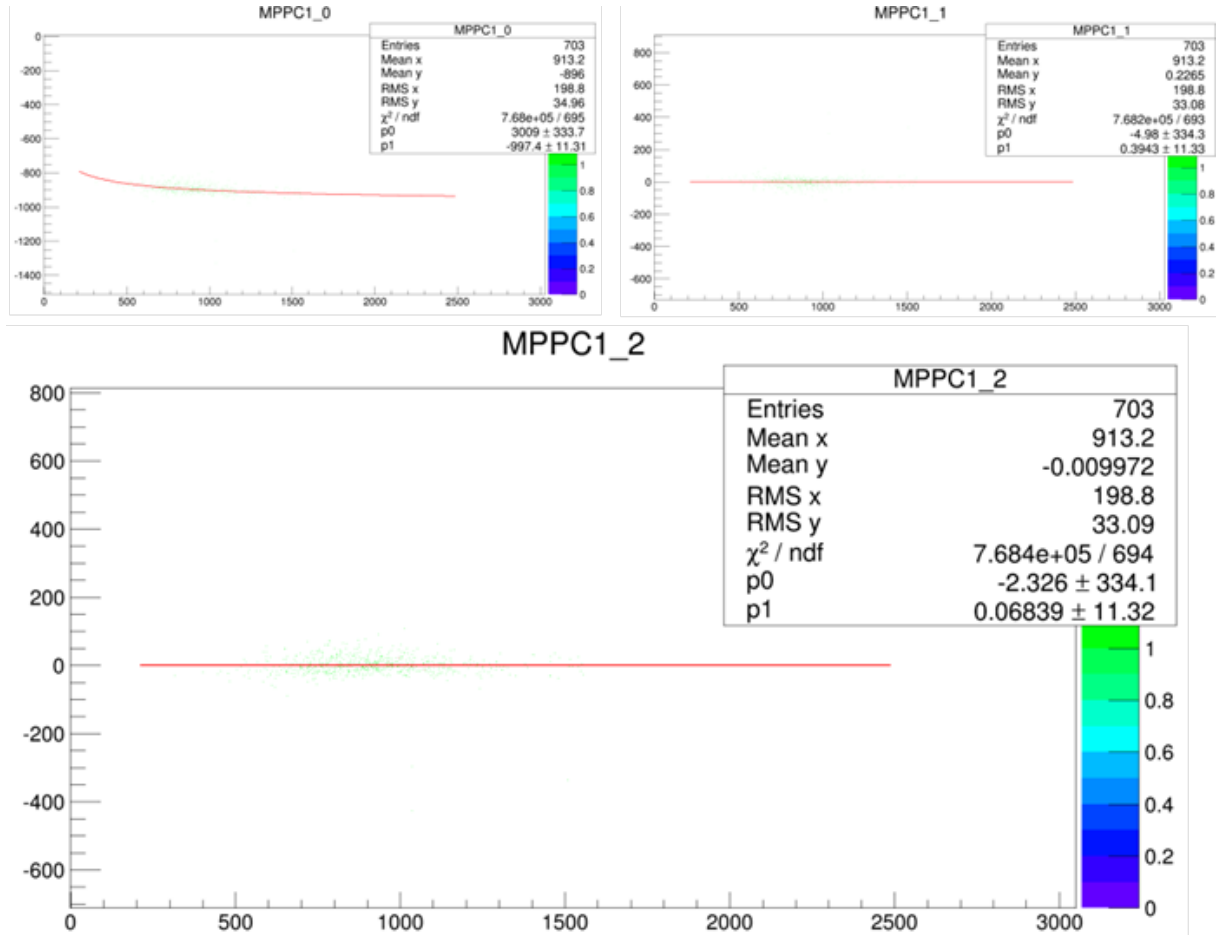 MPPC1_0
MPPC1_0
Entries 703
Mean x 913.2
Mean y -896
RMS x 198.8
RMS y 34.96
χ² / ndf 7.68e+05 / 695
p0 3009 ± 333.7
p1 -997.4 ± 11.31
0
-200
-400
-600
-800
-1000
-1200
-1400
0 500 1000 1500 2000 2500 3000
1
0.8
0.6
0.4
0.2
0
MPPC1_1
MPPC1_1
Entries 703
Mean x 913.2
Mean y 0.2265
RMS x 198.8
RMS y 33.08
χ² / ndf 7.682e+05 / 693
p0 -4.98 ± 334.3
p1 0.3943 ± 11.33
800
600
400
200
0
-200
-400
-600
0 500 1000 1500 2000 2500 3000
1
0.8
0.6
0.4
0.2
0
MPPC1_2
MPPC1_2
Entries 703
Mean x 913.2
Mean y -0.009972
RMS x 198.8
RMS y 33.09
χ² / ndf 7.684e+05 / 694
p0 -2.326 ± 334.1
p1 0.06839 ± 11.32
800
600
400
200
0
-200
-400
-600
0 500 1000 1500 2000 2500 3000
1
0.8
0.6
0.4
0.2
0